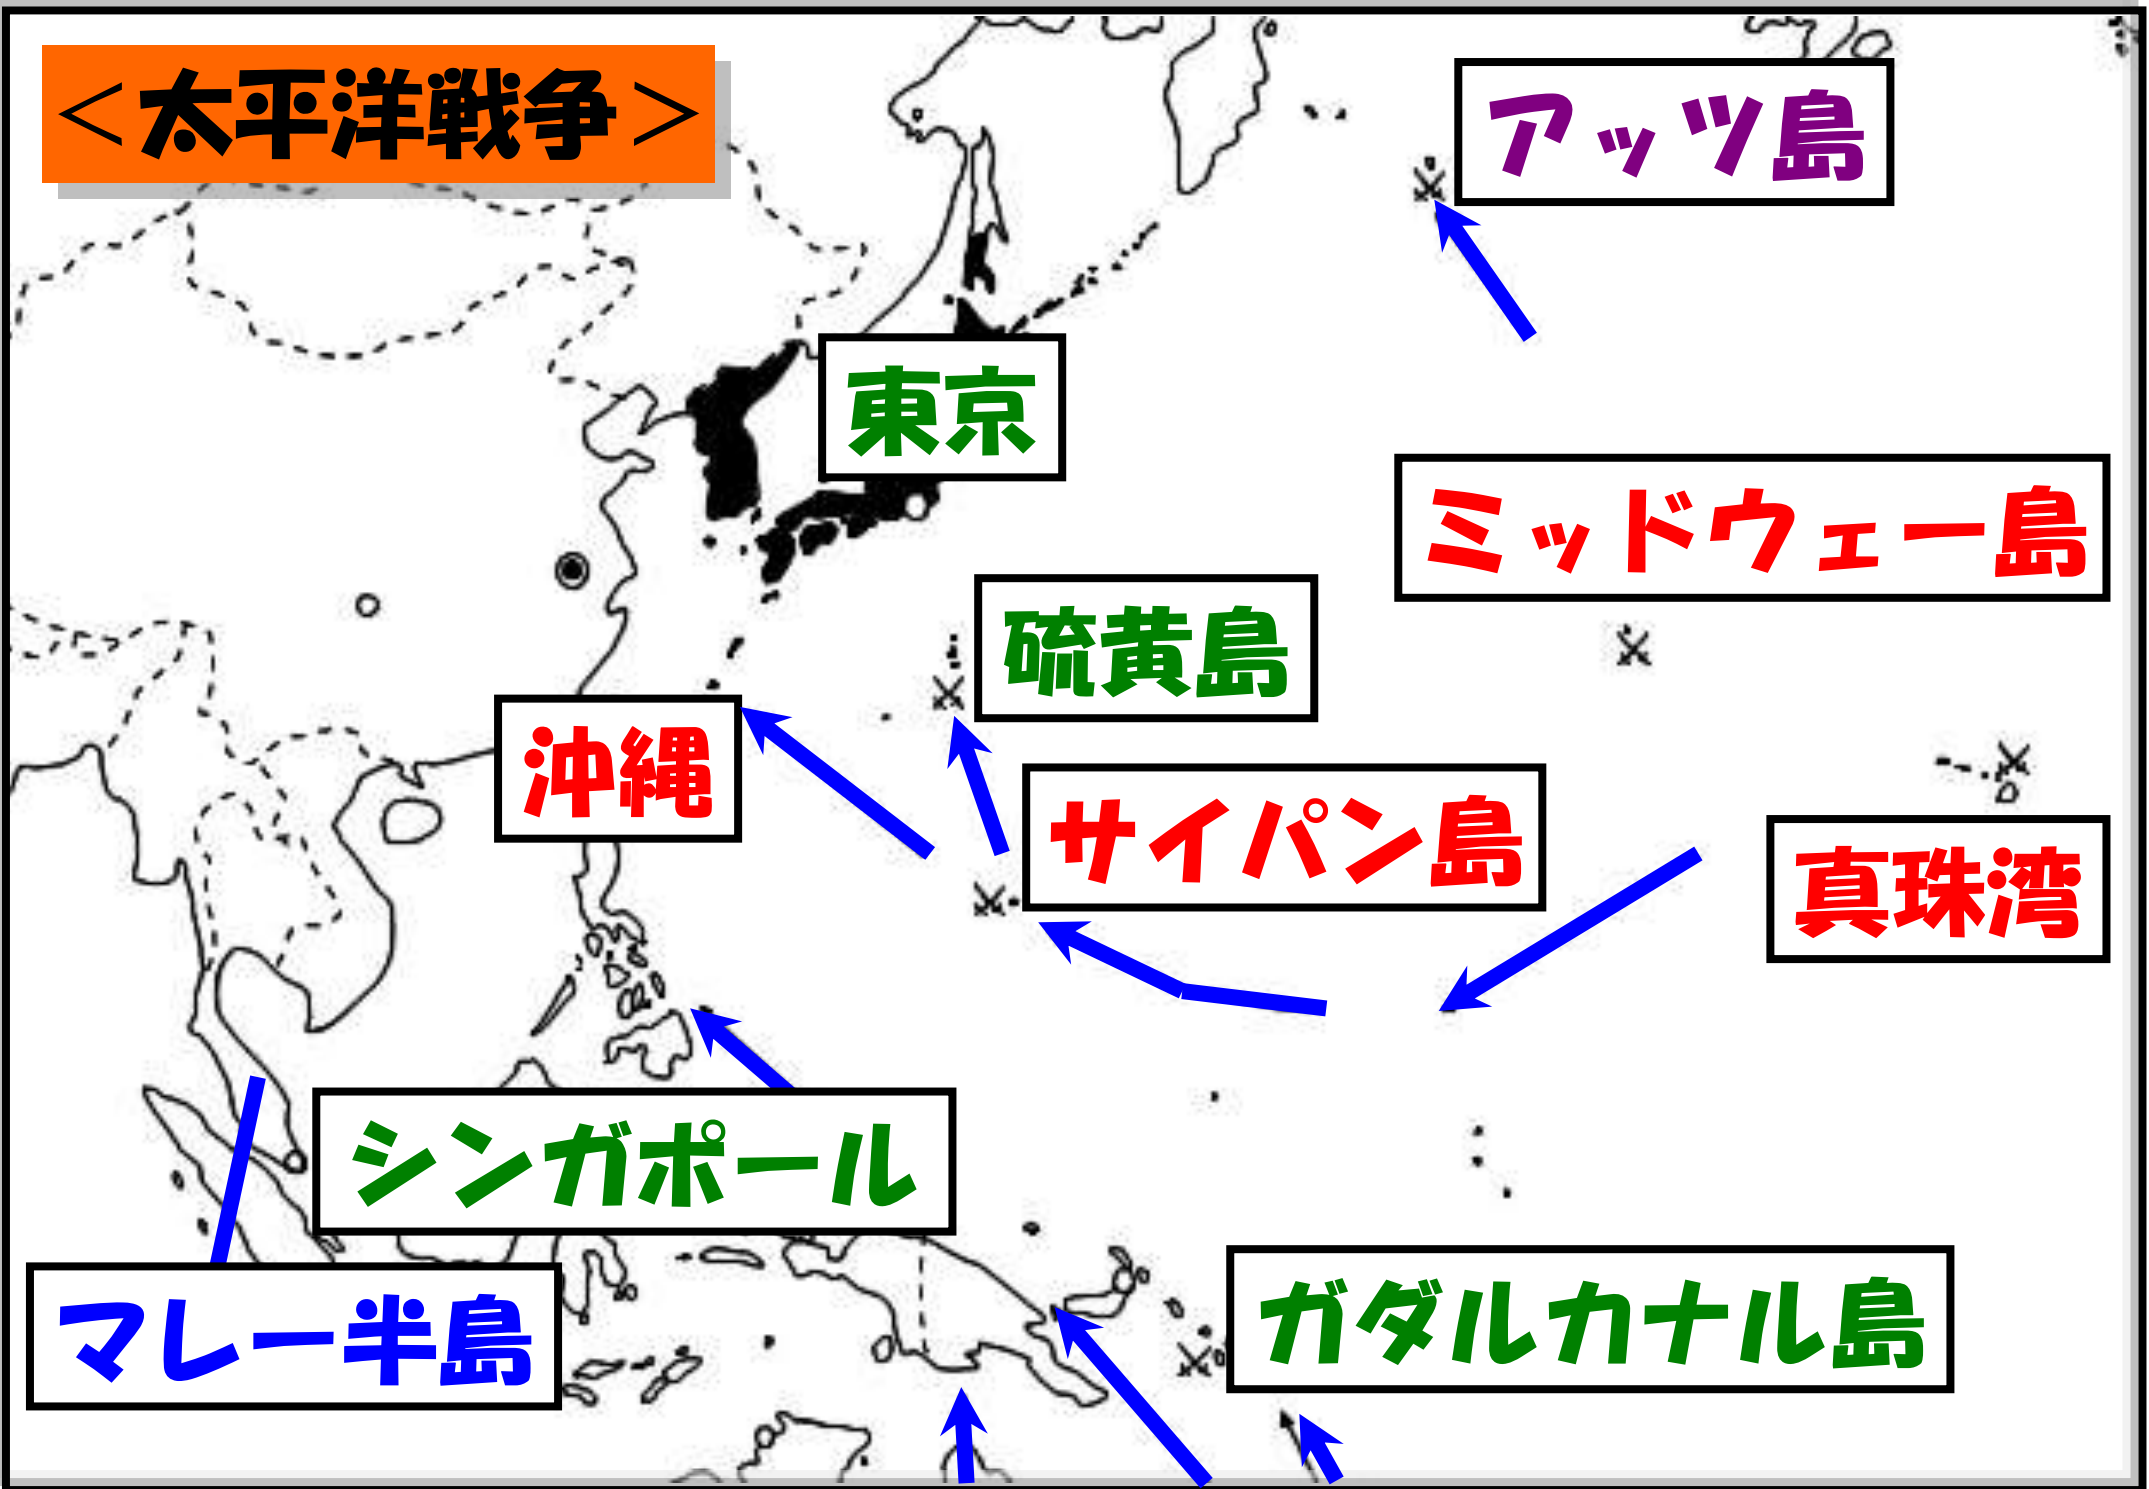 ＜太平洋戦争＞
アッツ島
東京
ミッドウェー島
硫黄島
沖縄
サイパン島
真珠湾
シンガポール
マレー半島
ガダルカナル島